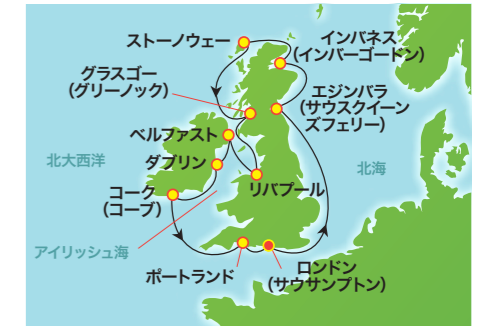 ストーノウェー
インバネス
（インバーゴードン）
グラスゴー
（グリーノック）
エジンバラ
（サウスクイーン
ズフェリー）
ベルファスト
北大西洋
ダブリン
北海
リバプール
コーク
（コーブ）
アイリッシュ海
ポートランド
ロンドン
（サウサンプトン）